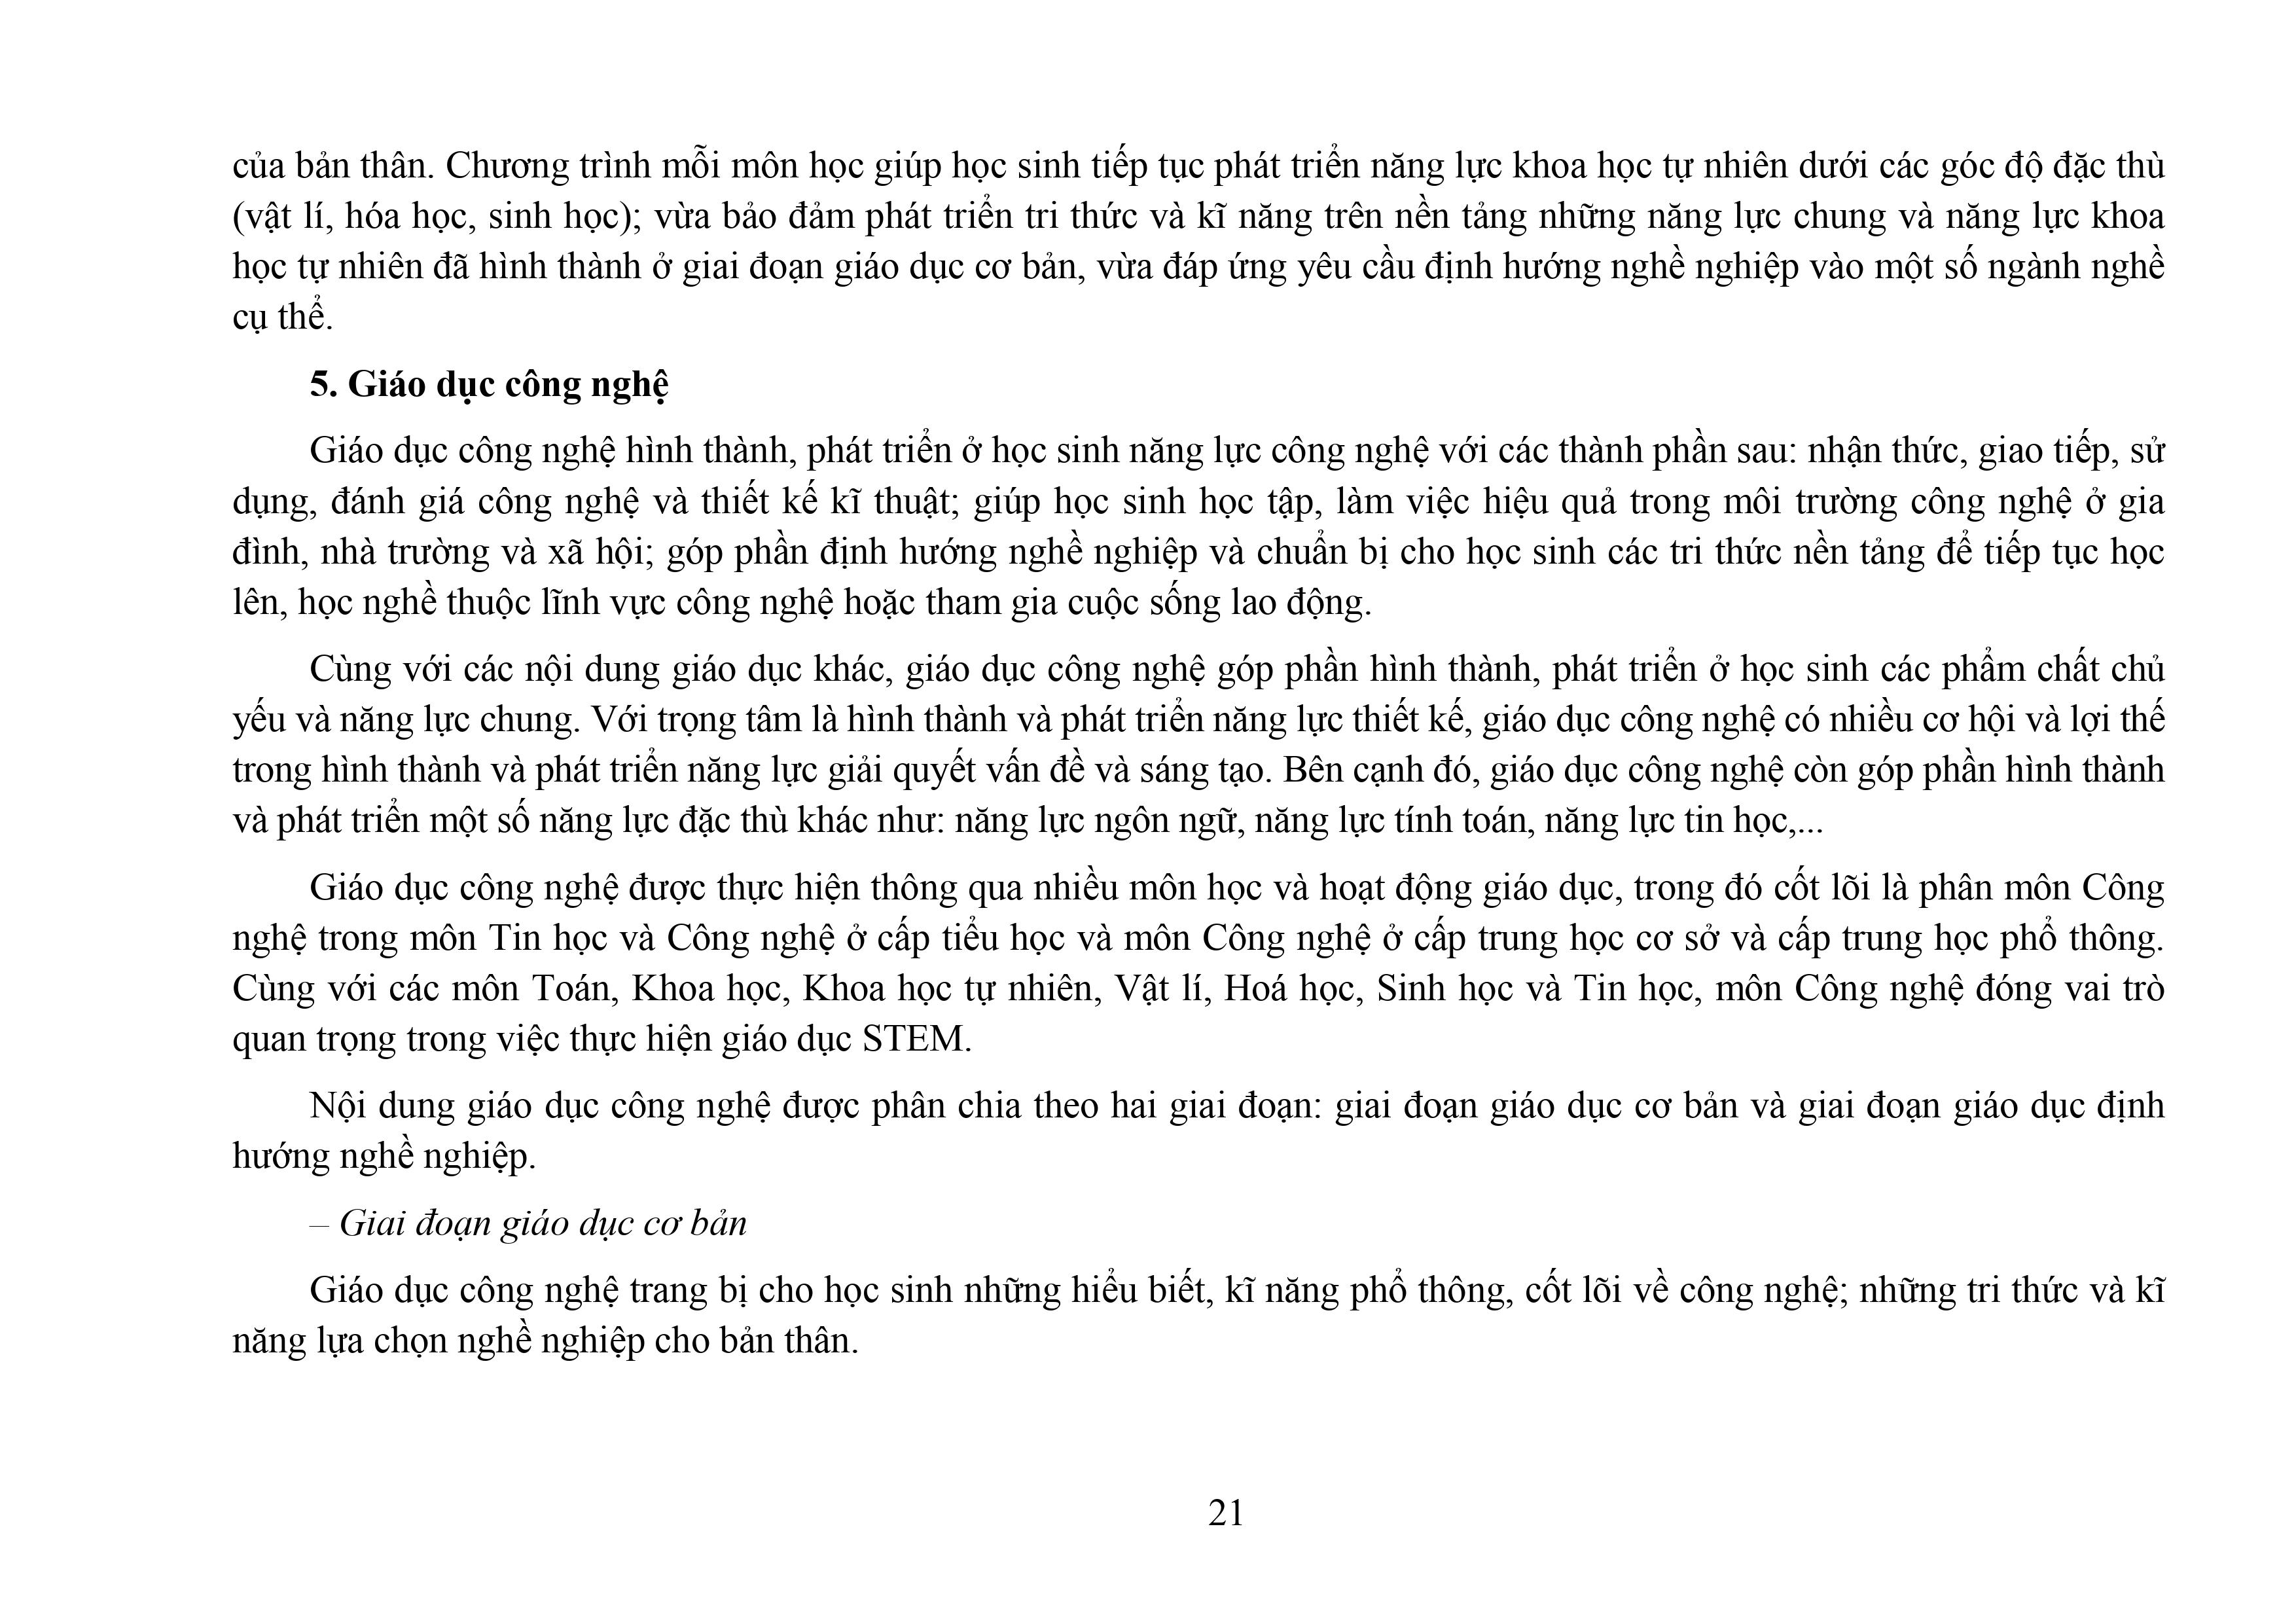 của bản thân. Chương trình mỗi môn học giúp học sinh tiếp tục phát triển năng lực khoa học tự nhiên dưới các góc độ đặc thù
(vật lí, hóa học, sinh học); vừa bảo đảm phát triển tri thức và kĩ năng trên nền tảng những năng lực chung và năng lực khoa
học tự nhiên đã hình thành ở giai đoạn giáo dục cơ bản, vừa đáp ứng yêu cầu định hướng nghề nghiệp vào một số ngành nghề
cụ thể.
5. Giáo dục công nghệ
Giáo dục công nghệ hình thành, phát triển ở học sinh năng lực công nghệ với các thành phần sau: nhận thức, giao tiếp, sử
dụng, đánh giá công nghệ và thiết kế kĩ thuật; giúp học sinh học tập, làm việc hiệu quả trong môi trường công nghệ ở gia
đình, nhà trường và xã hội; góp phần định hướng nghề nghiệp và chuẩn bị cho học sinh các tri thức nền tảng để tiếp tục học
lên, học nghề thuộc lĩnh vực công nghệ hoặc tham gia cuộc sống lao động.
Cùng với các nội dung giáo dục khác, giáo dục công nghệ góp phần hình thành, phát triển ở học sinh các phẩm chất chủ
yếu và năng lực chung. Với trọng tâm là hình thành và phát triển năng lực thiết kế, giáo dục công nghệ có nhiều cơ hội và lợi thế
trong hình thành và phát triển năng lực giải quyết vấn đề và sáng tạo. Bên cạnh đó, giáo dục công nghệ còn góp phần hình thành
và phát triển một số năng lực đặc thù khác như: năng lực ngôn ngữ, năng lực tính toán, năng lực tin học,...
Giáo dục công nghệ được thực hiện thông qua nhiều môn học và hoạt động giáo dục, trong đó cốt lõi là phân môn Công
nghệ trong môn Tin học và Công nghệ ở cấp tiểu học và môn Công nghệ ở cấp trung học cơ sở và cấp trung học phổ thông.
Cùng với các môn Toán, Khoa học, Khoa học tự nhiên, Vật lí, Hoá học, Sinh học và Tin học, môn Công nghệ đóng vai trò
quan trọng trong việc thực hiện giáo dục STEM.
Nội dung giáo dục công nghệ được phân chia theo hai giai đoạn: giai đoạn giáo dục cơ bản và giai đoạn giáo dục định
hướng nghề nghiệp.
– Giai đoạn giáo dục cơ bản
Giáo dục công nghệ trang bị cho học sinh những hiểu biết, kĩ năng phổ thông, cốt lõi về công nghệ; những tri thức và kĩ
năng lựa chọn nghề nghiệp cho bản thân.
21